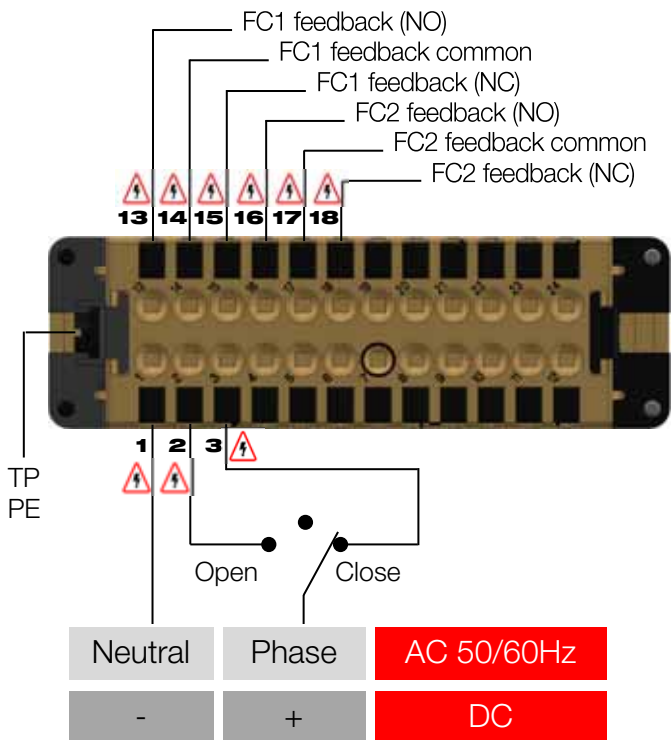 FC1 feedback (NO)
FC1 feedback common
FC1 feedback (NC)
FC2 feedback (NO)
FC2 feedback common
FC2 feedback (NC)
13 14 15 16 17 18
1 2 3
TP
PE
Open Close
Neutral Phase AC 50/60Hz
- + DC